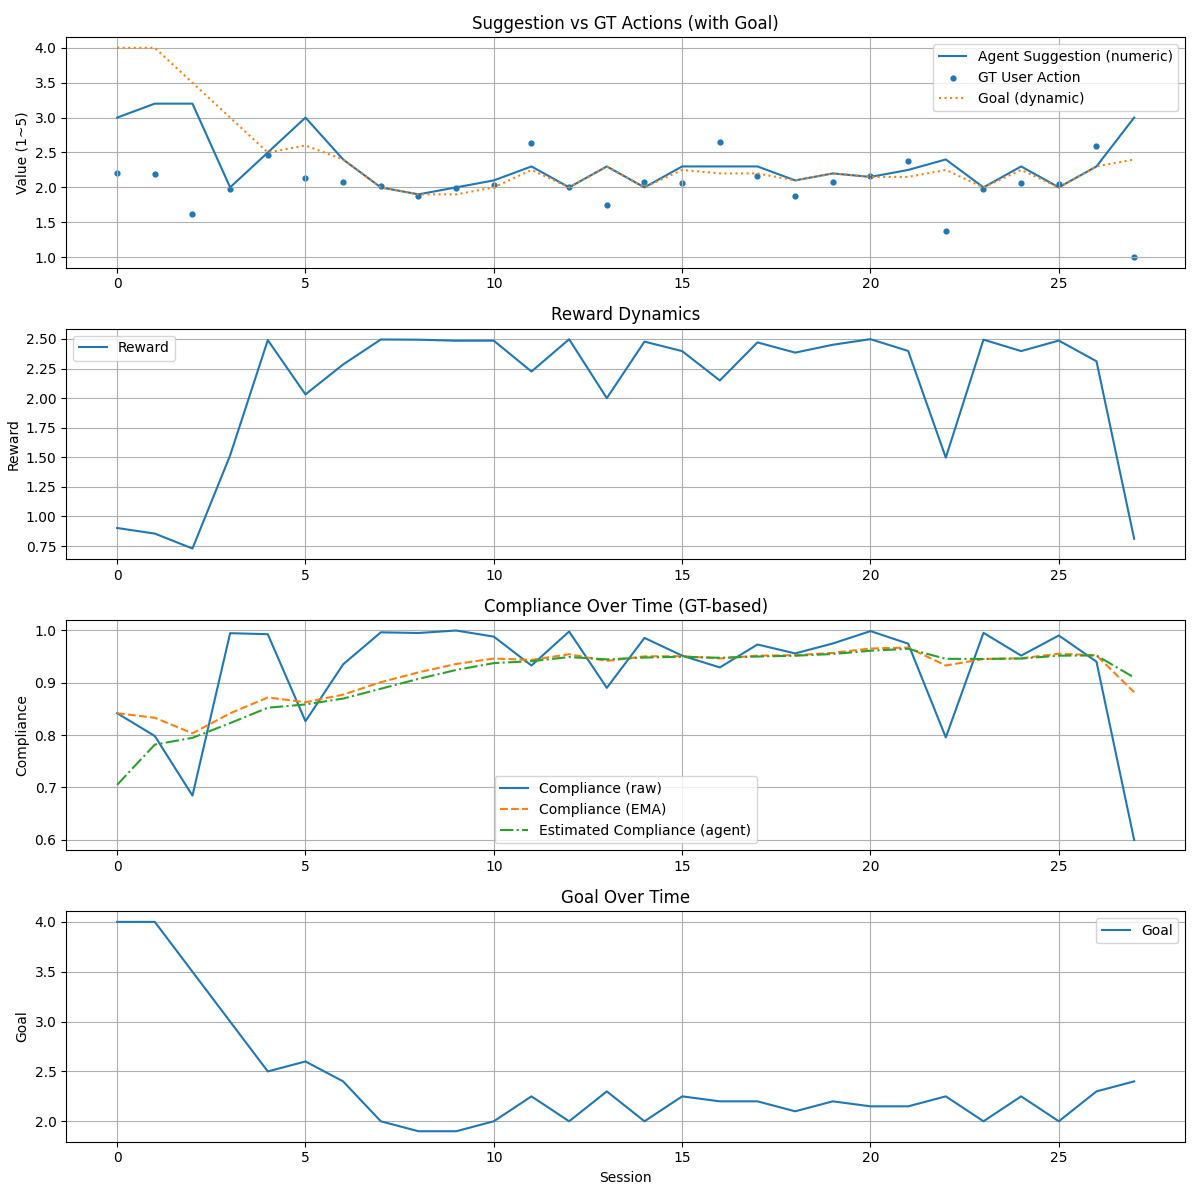 Suggestion vs GT Actions (with Goal)
Value (1~5)
4.0
3.5
3.0
2.5
2.0
1.5
1.0
Agent Suggestion (numeric)
GT User Action
Goal (dynamic)
0 5 10 15 20 25
Reward Dynamics
Reward
2.50
2.25
2.00
1.75
1.50
1.25
1.00
0.75
Reward
0 5 10 15 20 25
Compliance Over Time (GT-based)
Compliance
1.0
0.9
0.8
0.7
0.6
Compliance (raw)
Compliance (EMA)
Estimated Compliance (agent)
0 5 10 15 20 25
Goal Over Time
Goal
4.0
3.5
3.0
2.5
2.0
Goal
0 5 10 15 20 25
Session